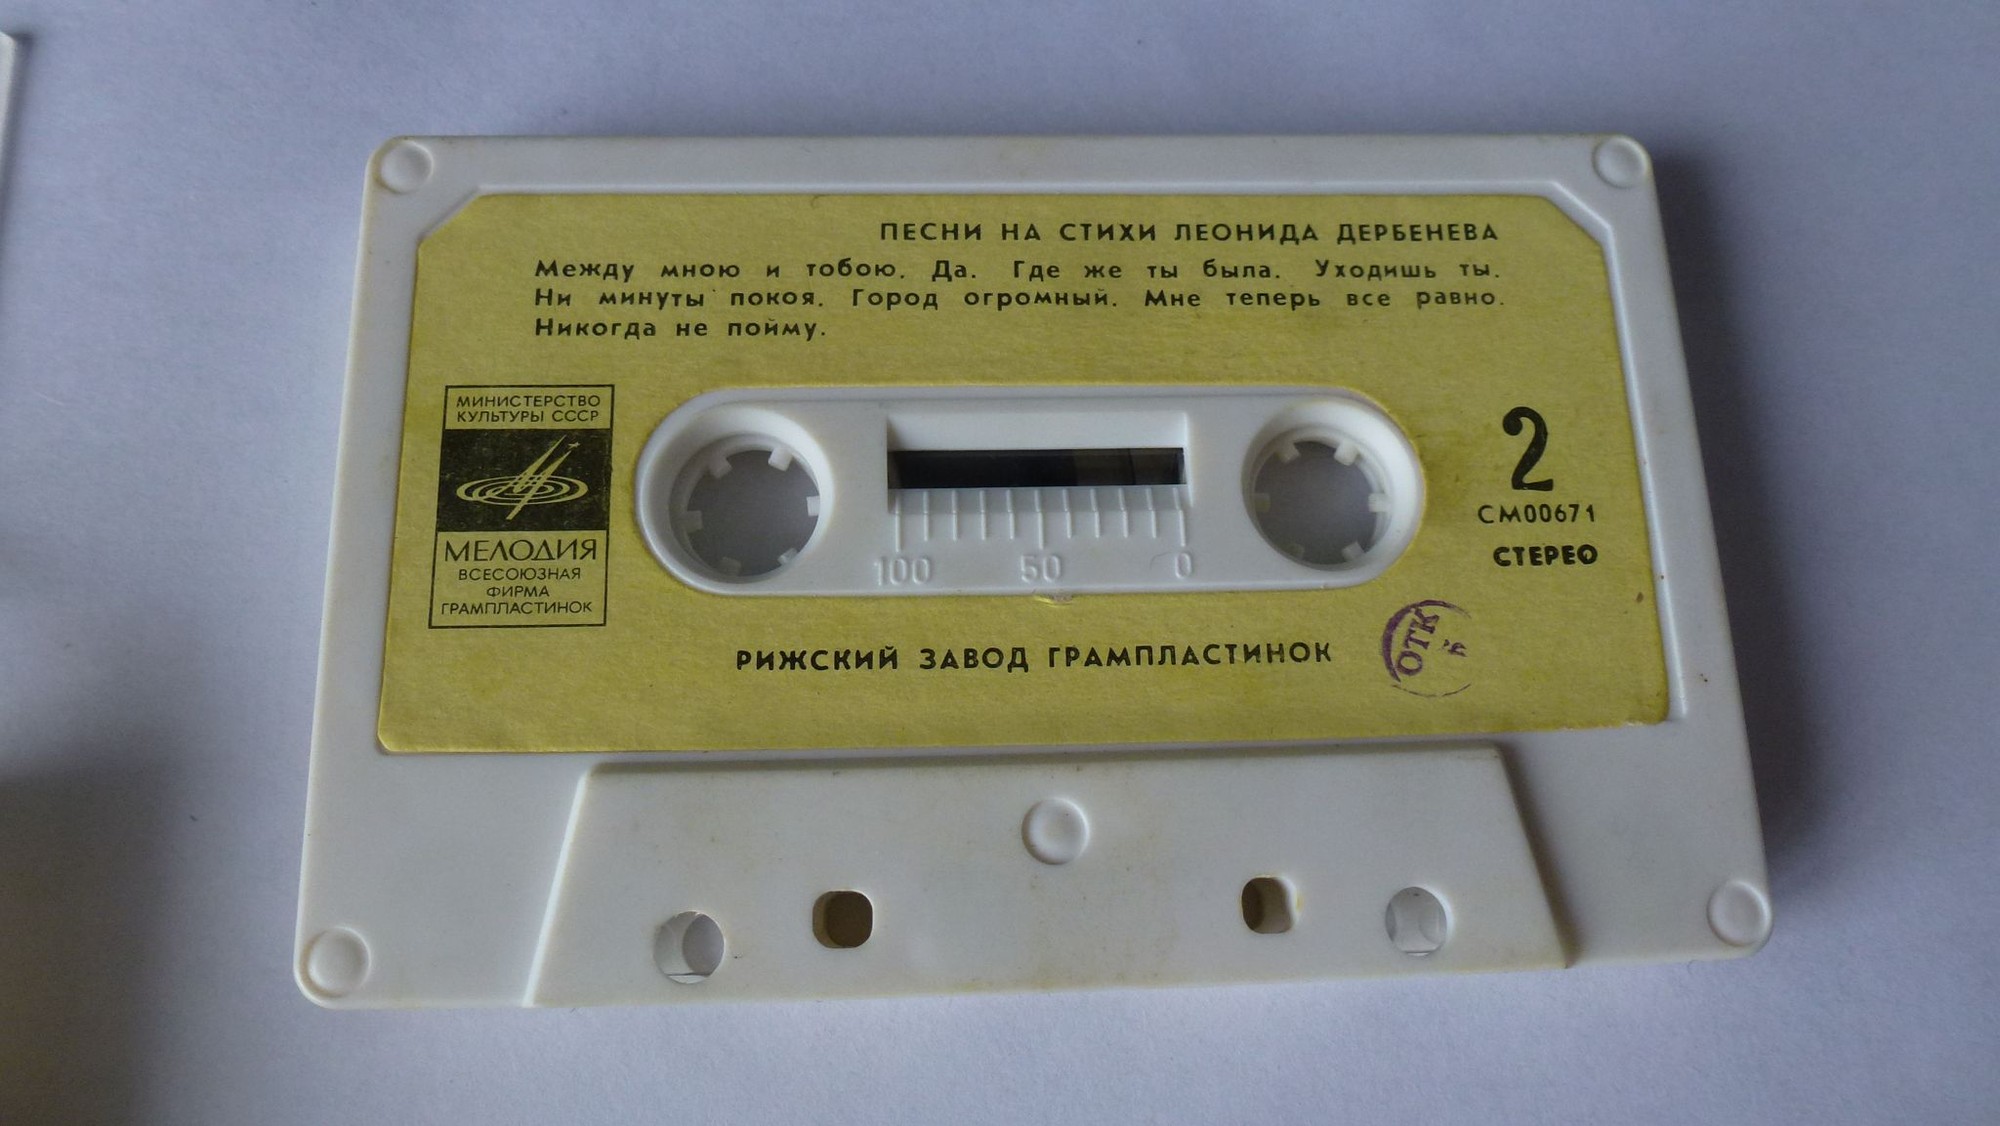 ПЕСНИ НА СТИХИ ЛЕОНИДА ДЕРБЕНЕВА
Между мною и тобою. Да. Где же ты была. Уходишь ты.
Ни минуты покоя. Город огромный. Мне теперь все равно.
Никогда не пойму.
МИНИСТЕРСТВО
КУЛЬТУРЫ СССР
МЕЛОДИЯ
ВСЕСОЮЗНАЯ
ФИРМА
ГРАМПЛАСТИНОК
2
СМ00671
СТЕРЕО
100 50 0
РИЖСКИЙ ЗАВОД ГРАМПЛАСТИНОК
ОТК